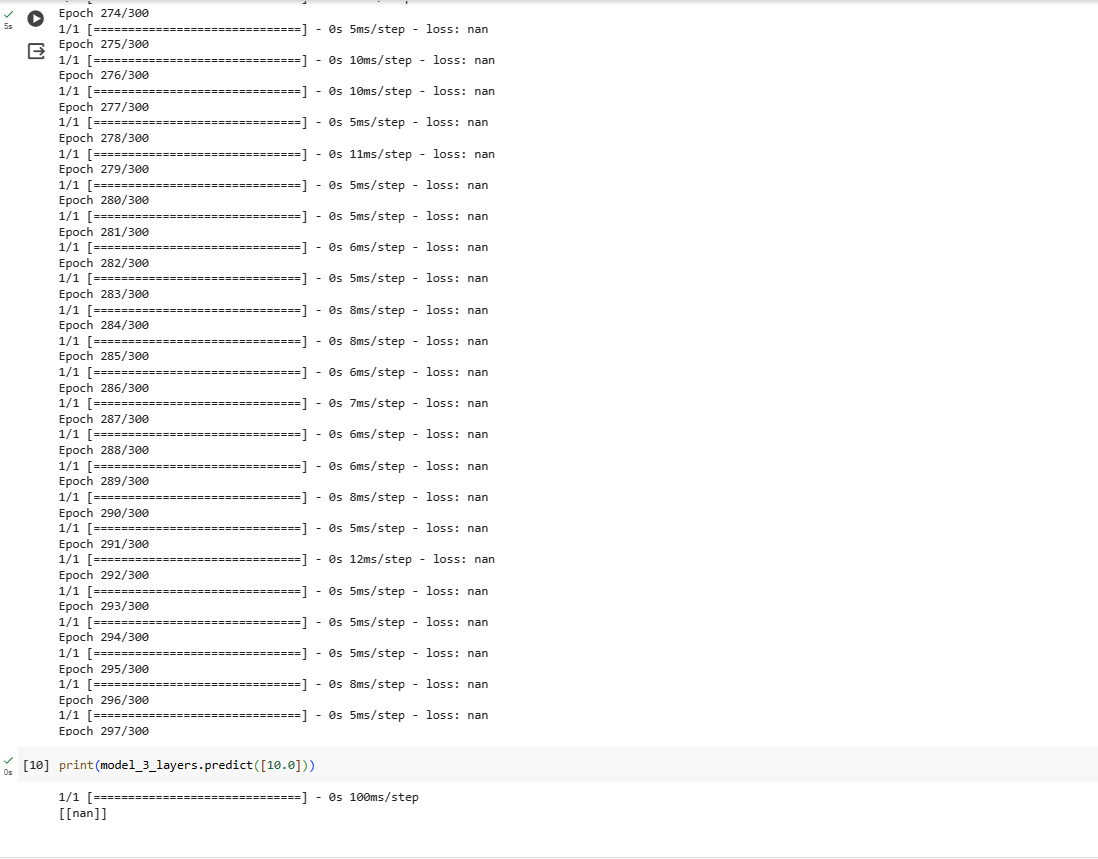 Epoch 274/300
5s
1/1 [==============================] - 0s 5ms/step - loss: nan
Epoch 275/300
1/1 [==============================] - 0s 10ms/step - loss: nan
Epoch 276/300
1/1 [==============================] - 0s 10ms/step - loss: nan
Epoch 277/300
1/1 [==============================] - 0s 5ms/step - loss: nan
Epoch 278/300
1/1 [==============================] - 0s 11ms/step - loss: nan
Epoch 279/300
1/1 [==============================] - 0s 5ms/step - loss: nan
Epoch 280/300
1/1 [==============================] - 0s 5ms/step - loss: nan
Epoch 281/300
1/1 [==============================] - 0s 6ms/step - loss: nan
Epoch 282/300
1/1 [==============================] - 0s 5ms/step - loss: nan
Epoch 283/300
1/1 [==============================] - 0s 8ms/step - loss: nan
Epoch 284/300
1/1 [==============================] - 0s 8ms/step - loss: nan
Epoch 285/300
1/1 [==============================] - 0s 6ms/step - loss: nan
Epoch 286/300
1/1 [==============================] - 0s 7ms/step - loss: nan
Epoch 287/300
1/1 [==============================] - 0s 6ms/step - loss: nan
Epoch 288/300
1/1 [==============================] - 0s 6ms/step - loss: nan
Epoch 289/300
1/1 [==============================] - 0s 8ms/step - loss: nan
Epoch 290/300
1/1 [==============================] - 0s 5ms/step - loss: nan
Epoch 291/300
1/1 [==============================] - 0s 12ms/step - loss: nan
Epoch 292/300
1/1 [==============================] - 0s 5ms/step - loss: nan
Epoch 293/300
1/1 [==============================] - 0s 5ms/step - loss: nan
Epoch 294/300
1/1 [==============================] - 0s 5ms/step - loss: nan
Epoch 295/300
1/1 [==============================] - 0s 8ms/step - loss: nan
Epoch 296/300
1/1 [==============================] - 0s 5ms/step - loss: nan
Epoch 297/300
[10] print(model_3_layers.predict([10.0]))
0s
1/1 [==============================] - 0s 100ms/step
[[nan]]